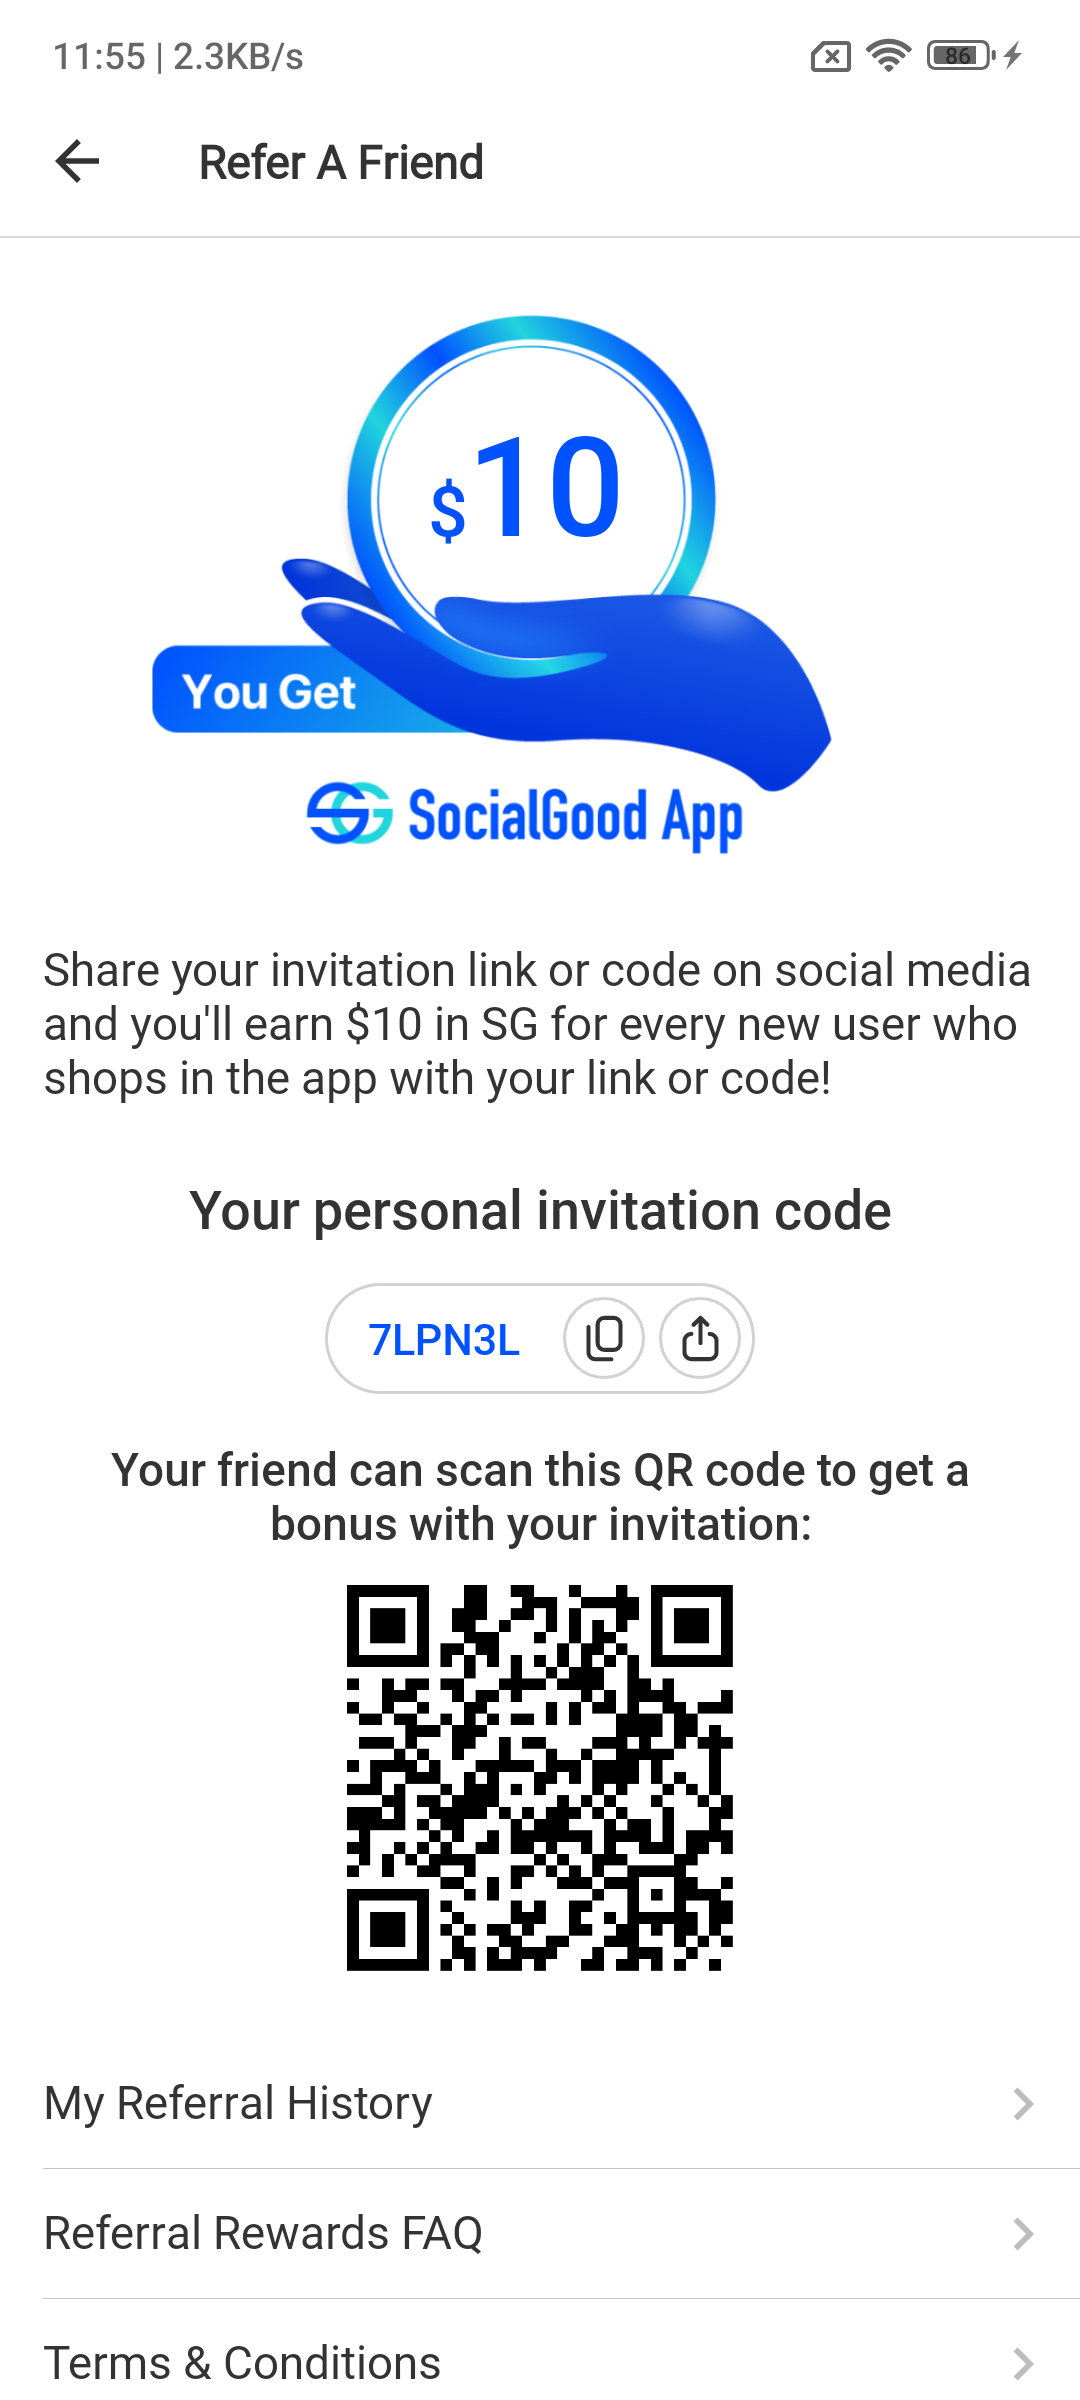 11:55 | 2.3KB/s
86
Refer A Friend
$10
You Get
SG SocialGood App
Share your invitation link or code on social media
and you'll earn $10 in SG for every new user who
shops in the app with your link or code!
Your personal invitation code
7LPN3L
Your friend can scan this QR code to get a
bonus with your invitation:
My Referral History
Referral Rewards FAQ
Terms & Conditions